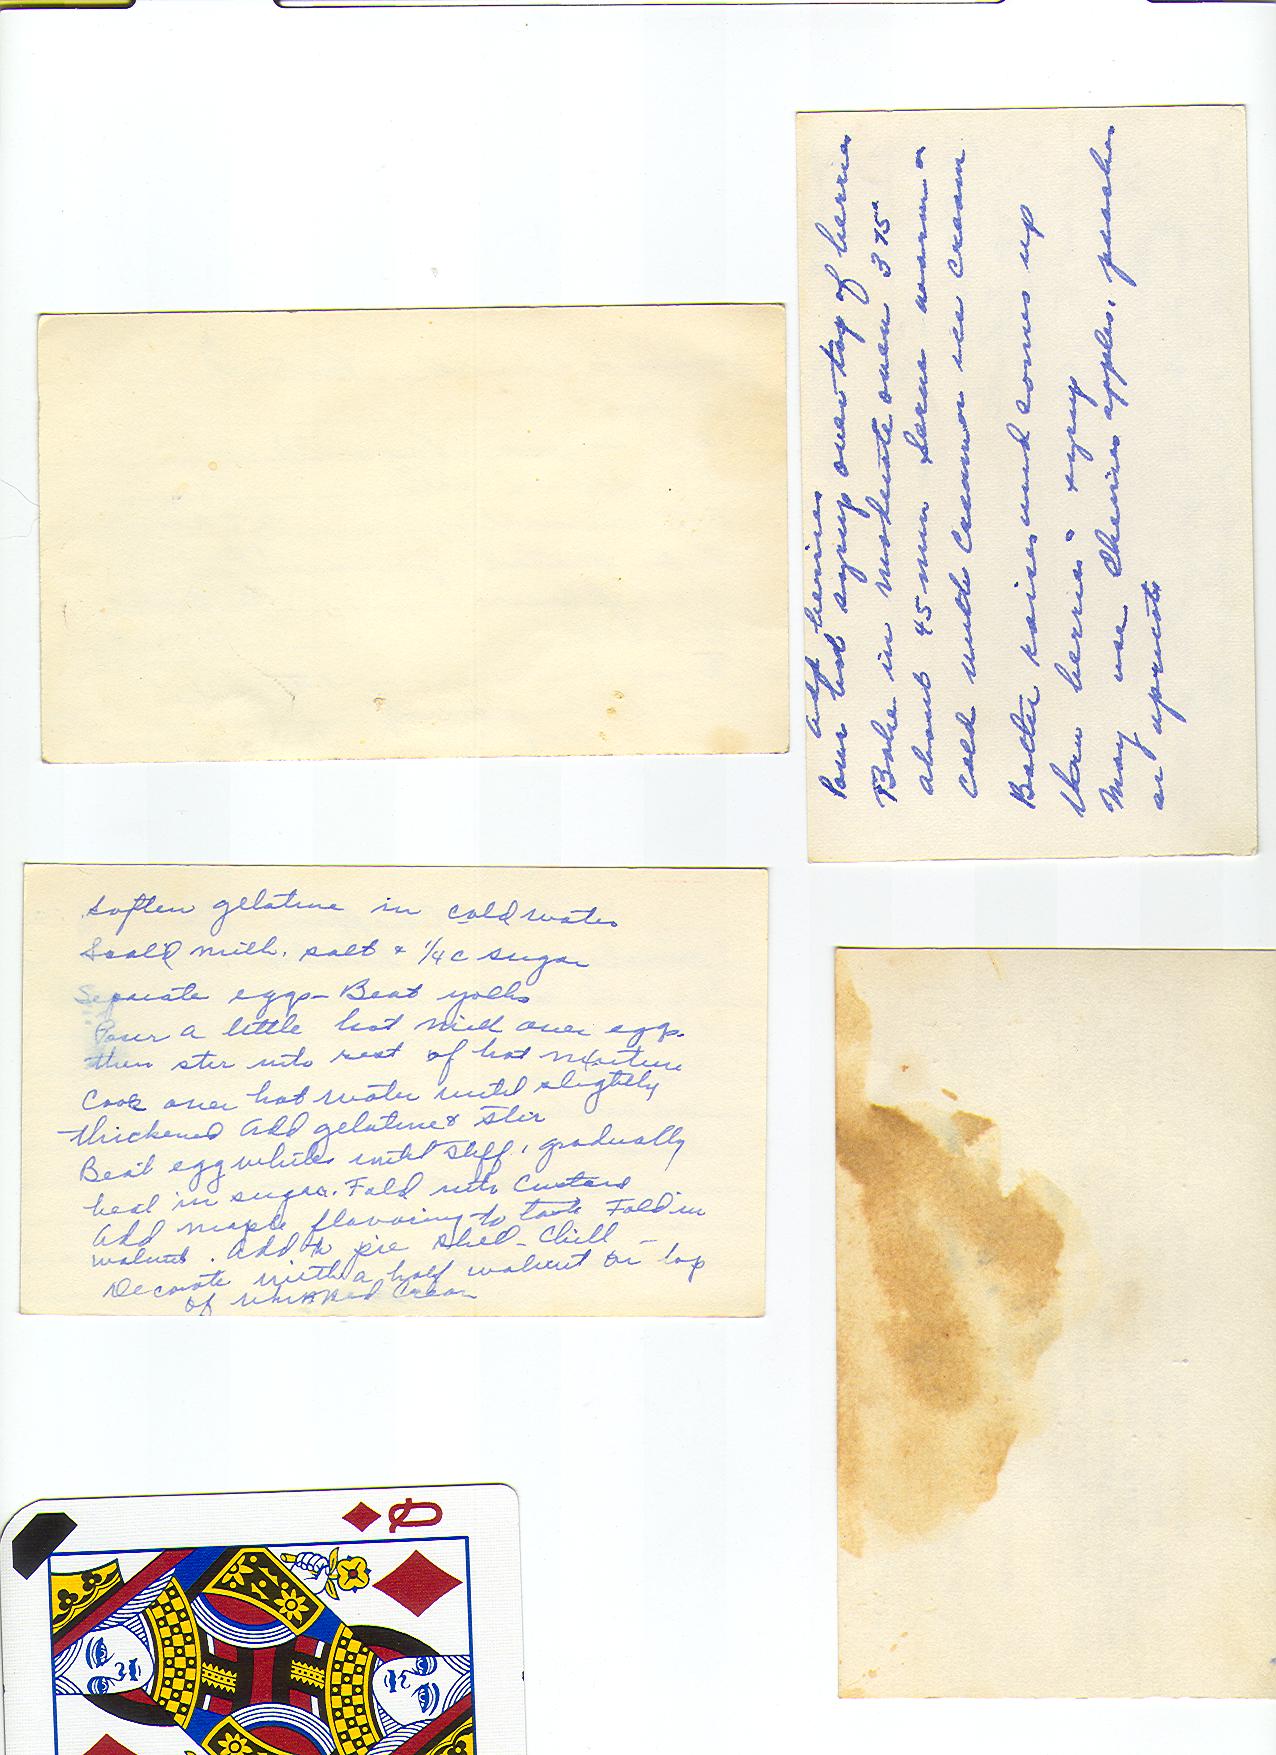 add berries
Pour hot syrup over top of berries
Bake in moderate oven 375°
about 45 min Serve warm or
cold with cream or ice cream
Batter raises and comes up
thru berries & syrup
May use cherries apples, peaches
or apricots
Soften gelatine in cold water
Scald milk, salt & 1/4 c sugar
Separate eggs - Beat yolks
Pour a little hot milk over egg.
then stir into rest of hot mixture
Cook over hot water until slightly
thickened Add gelatine & stir
Beat egg whites until stiff, gradually
beat in sugar. Fold into custard
Add maple flavoring to taste Fold in
walnuts. Add to pie shell - Chill -
Decorate with a half walnut on top
of whipped cream
Q